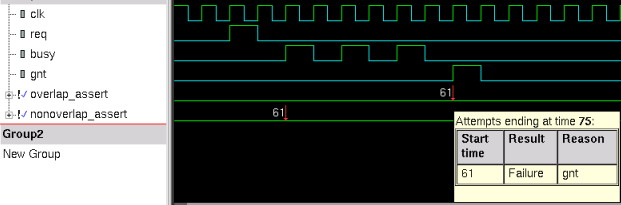 clk
req
busy
gnt
overlap_assert
61
nonoverlap_assert
61
Group2
New Group
Attempts ending at time 75:
Start time Result Reason
61 Failure gnt